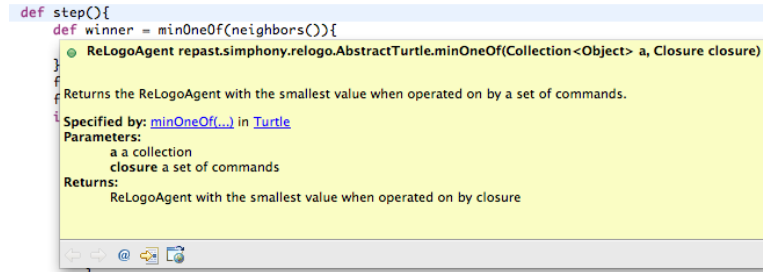 def step(){
def winner = minOneOf(neighbors()){
ReLogoAgent repast.simphony.relogo.AbstractTurtle.minOneOf(Collection<Object> a, Closure closure)
}
f
f
i
Returns the ReLogoAgent with the smallest value when operated on by a set of commands.
Specified by: minOneOf(...) in Turtle
Parameters:
a a collection
closure a set of commands
Returns:
ReLogoAgent with the smallest value when operated on by closure
@